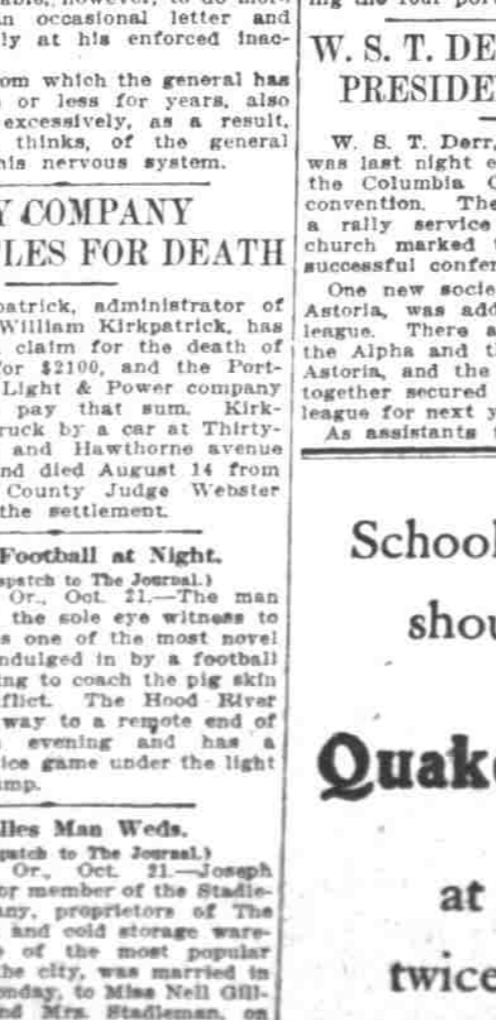 an occasional letter and
ly at his enforced inac-
om which the general has
or less for years, also
excessively, as a result,
thinks, of the general
his nervous system.
Y COMPANY
LES FOR DEATH
patrick, administrator of
William Kirkpatrick, has
claim for the death of
for $2100, and the Port-
Light & Power company
pay that sum. Kirk-
ruck by a car at Thirty-
and Hawthorne avenue
nd died August 14 from
County Judge Webster
the settlement.
Football at Night.
spatch to The Journal.)
Or., Oct. 21.—The man
the sole eye witness to
s one of the most novel
ndulged in by a football
ing to coach the pig skin
flict. The Hood River
way to a remote end of
evening and has a
ice game under the light
mp.
lles Man Weds.
patch to The Journal.)
Or., Oct. 21.—Joseph
or member of the Stadle-
any, proprietors of The
and cold storage ware-
of the most popular
the city, was married in
onday, to Miss Nell Gill-
nd Mrs. Stadleman, on
W. S. T. DE
PRESIDE
W. S. T. Derr,
was last night e
the Columbia C
convention. The
a rally service
church marked
successful confer
One new socie
Astoria, was add
league. There a
the Alpha and th
Astoria, and the
together secured
league for next y
As assistants
School
shou
Quake
at
twice